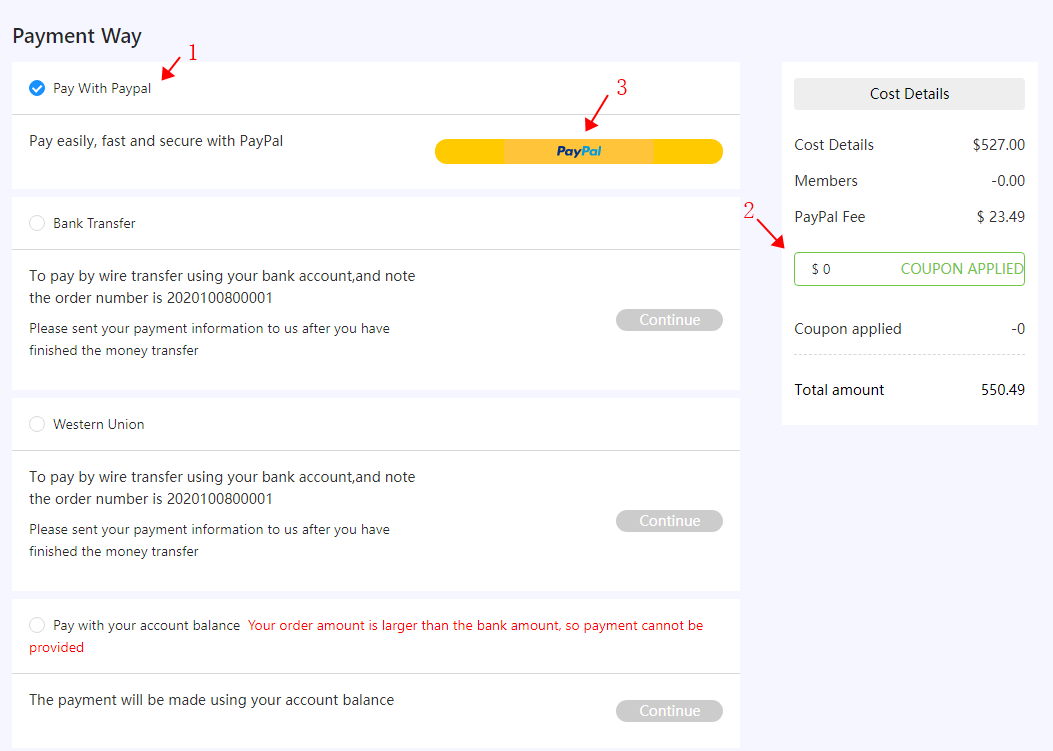 Payment Way
1
Pay With Paypal
Pay easily, fast and secure with PayPal
3
PayPal
Bank Transfer
To pay by wire transfer using your bank account,and note
the order number is 2020100800001
Please sent your payment information to us after you have
finished the money transfer
Continue
Western Union
To pay by wire transfer using your bank account,and note
the order number is 2020100800001
Please sent your payment information to us after you have
finished the money transfer
Continue
Pay with your account balance Your order amount is larger than the bank amount, so payment cannot be
provided
The payment will be made using your account balance
Continue
Cost Details
Cost Details $527.00
Members -0.00
PayPal Fee $ 23.49
2
$ 0 COUPON APPLIED
Coupon applied -0
Total amount 550.49